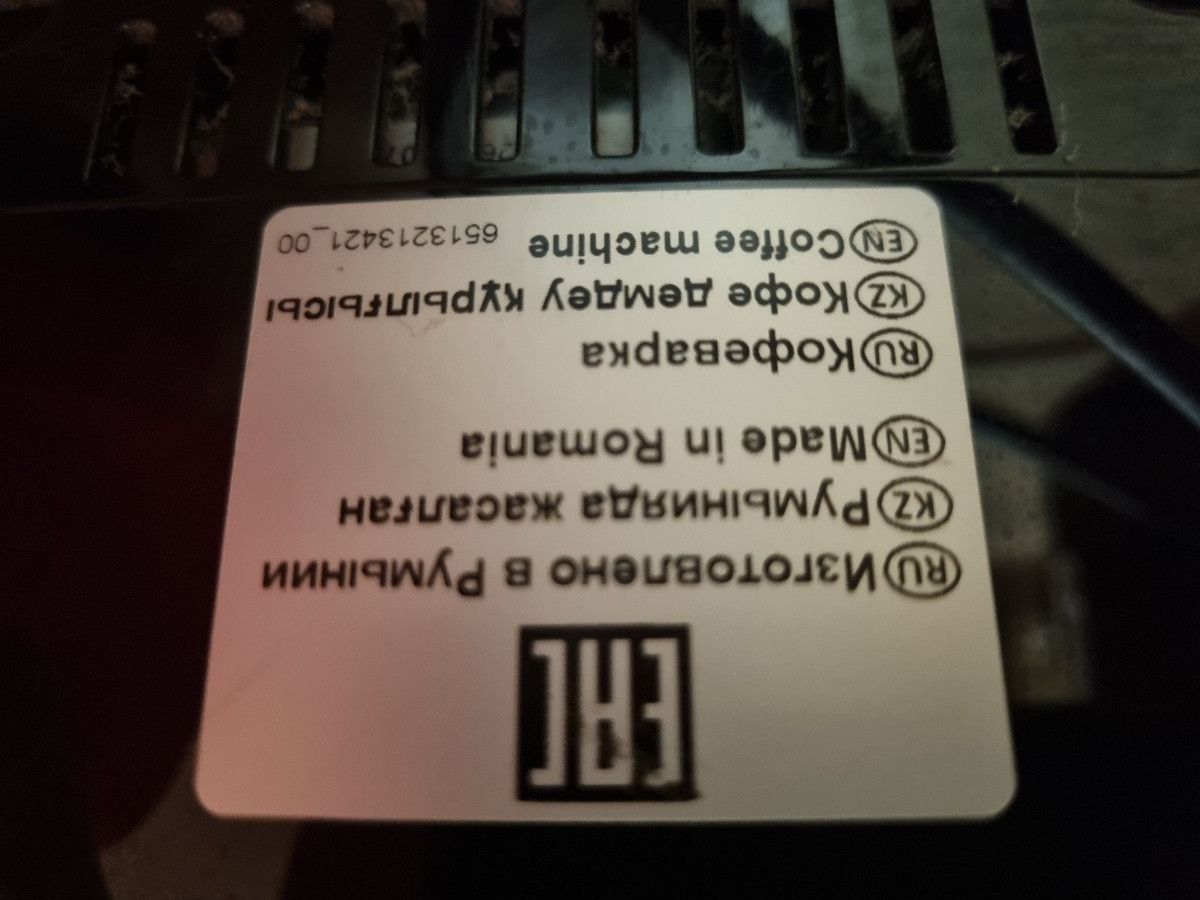 EAC
RU Изготовлено в Румынии
KZ Румынияда жасалған
EN Made in Romania
RU Кофеварка
KZ Кофе демдеу құрылғысы
EN Coffee machine 6513213421_00